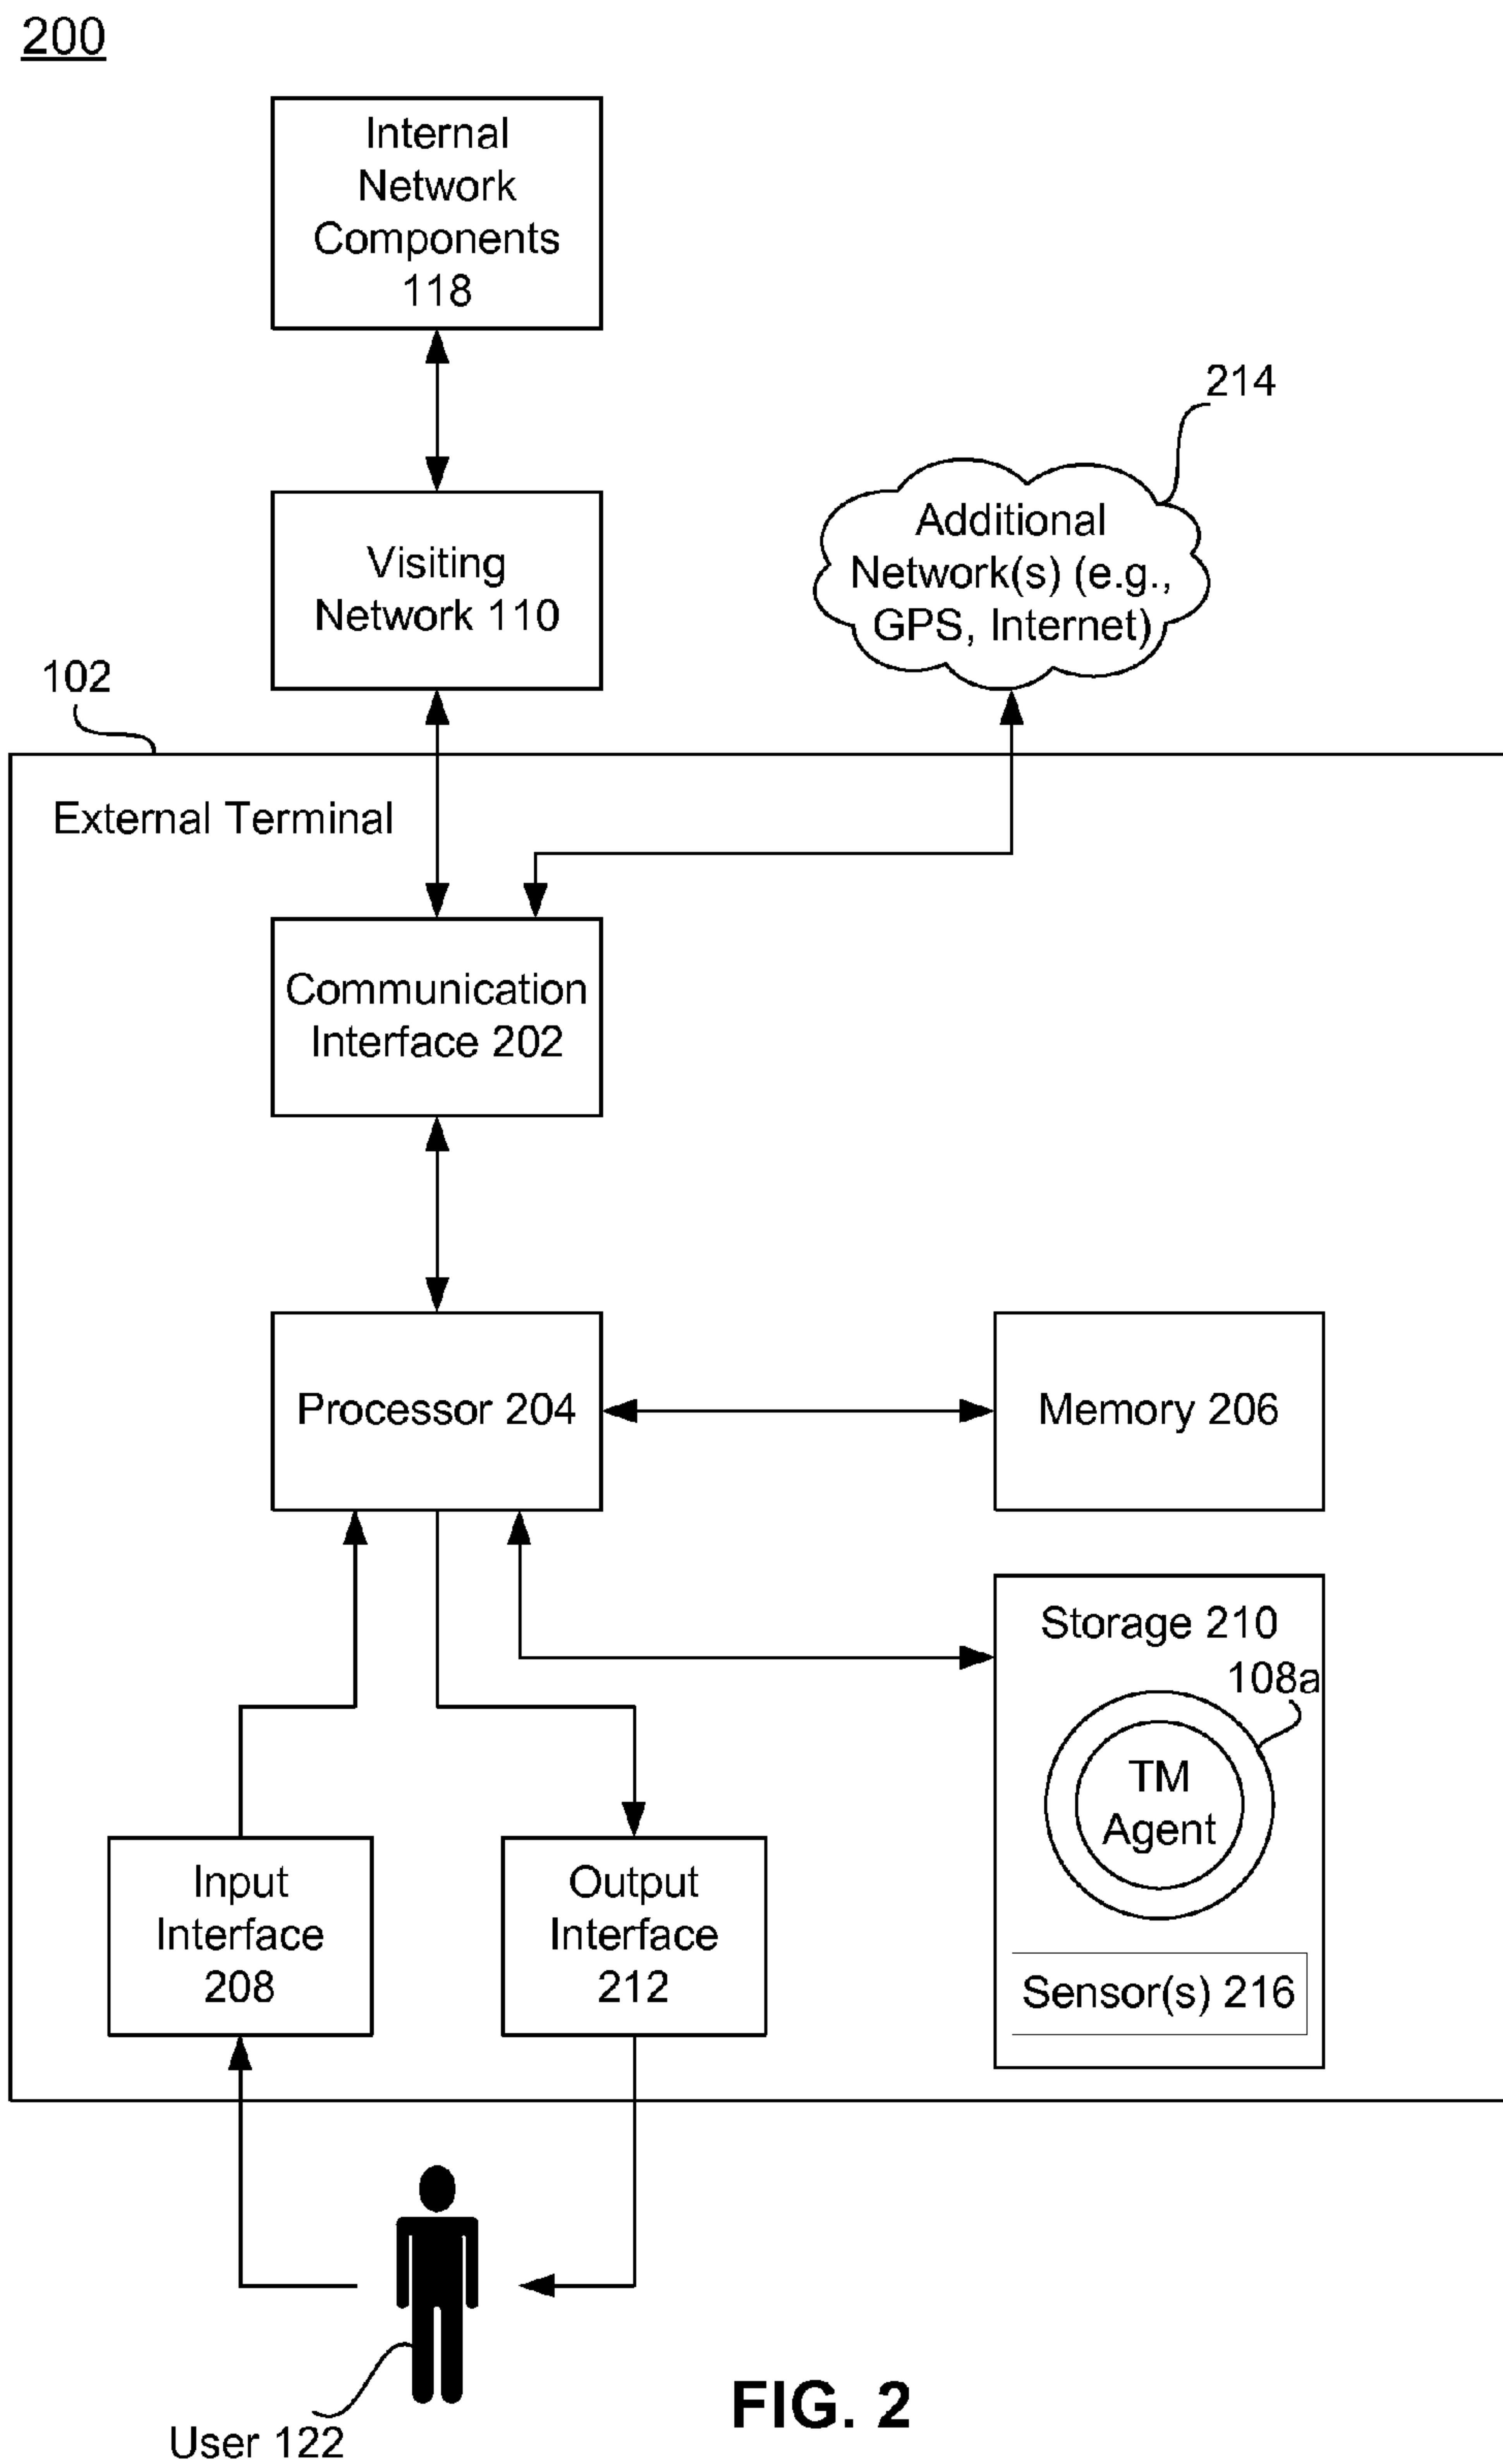 200
Internal
Network
Components
118
214
Additional
Network(s) (e.g.,
GPS, Internet)
Visiting
Network 110
102
External Terminal
Communication
Interface 202
Processor 204
Memory 206
Storage 210
108a
TM
Agent
Sensor(s) 216
Input
Interface
208
Output
Interface
212
User 122
FIG. 2